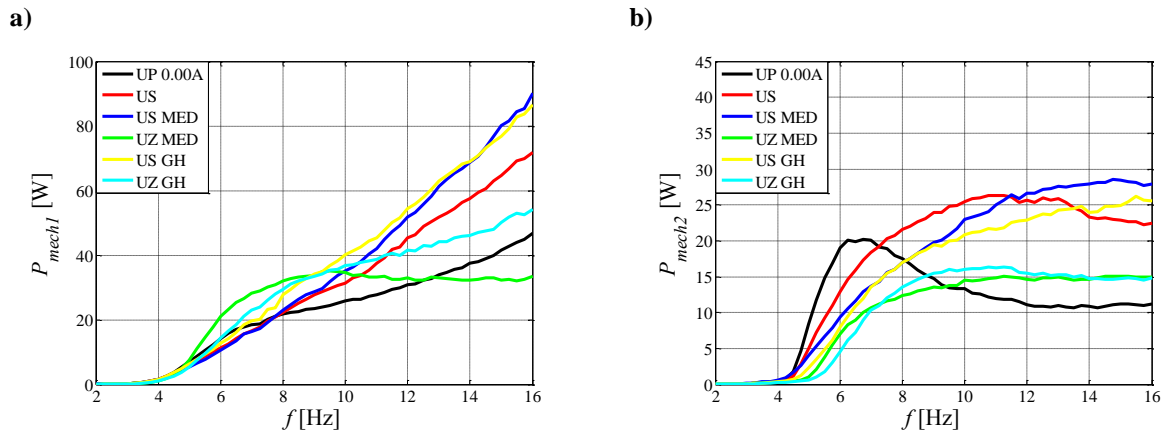 a)
P mech1 [W]
100
80
60
40
20
0
UP 0.00A
US
US MED
UZ MED
US GH
UZ GH
2 4 6 8 10 12 14 16
f [Hz]
b)
P mech2 [W]
45
40
35
30
25
20
15
10
5
0
UP 0.00A
US
US MED
UZ MED
US GH
UZ GH
2 4 6 8 10 12 14 16
f [Hz]